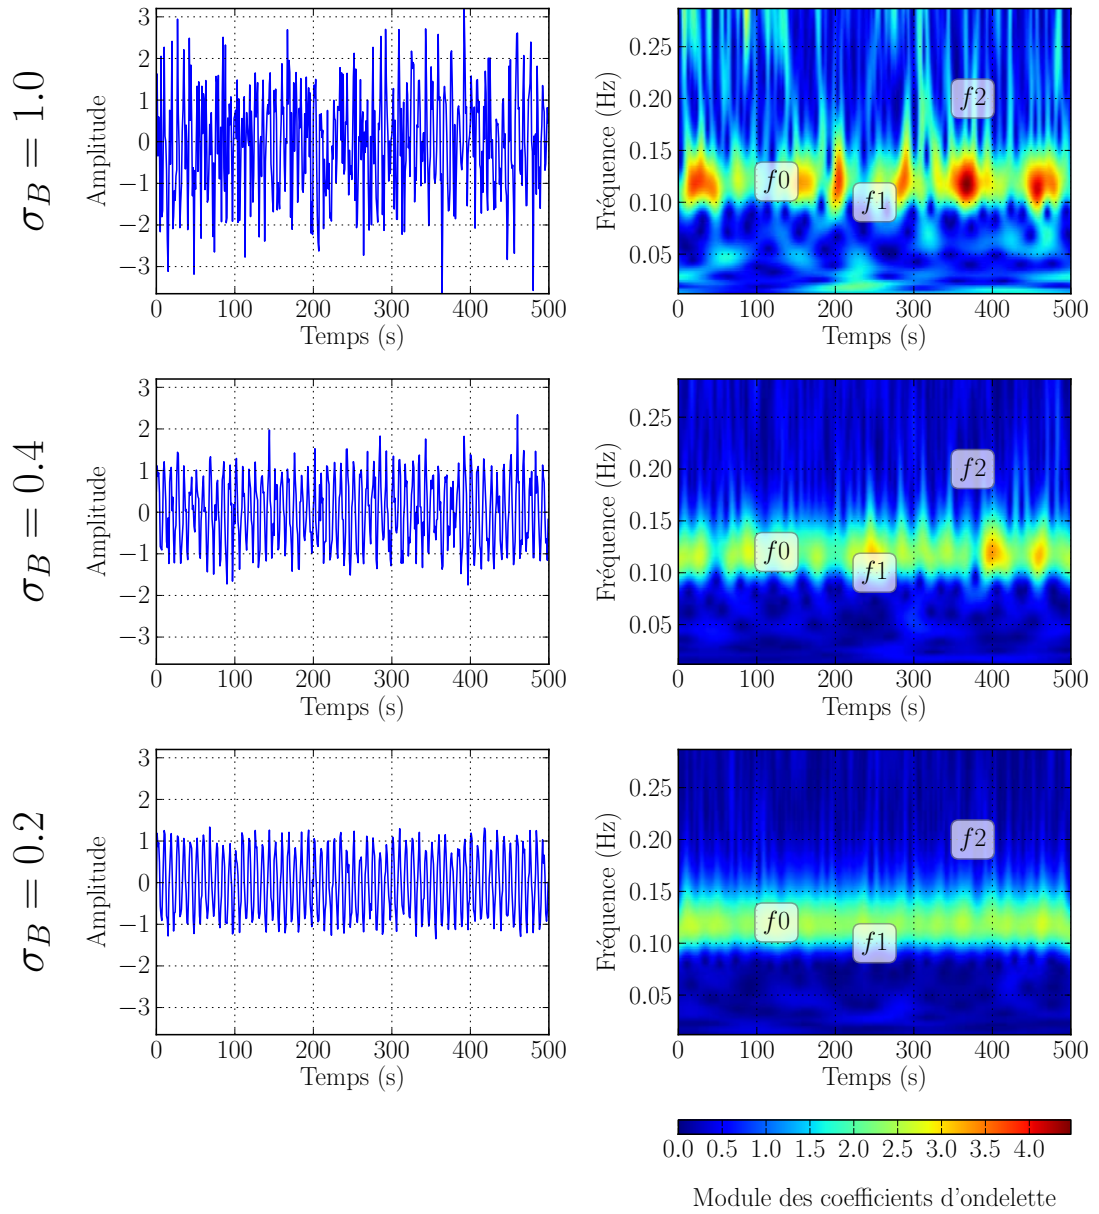 σB = 1.0
Amplitude
3
2
1
0
−1
−2
−3
0 100 200 300 400 500
Temps (s)
Fréquence (Hz)
0.25
0.20
0.15
0.10
0.05
f0
f1
f2
0 100 200 300 400 500
Temps (s)
σB = 0.4
Amplitude
3
2
1
0
−1
−2
−3
0 100 200 300 400 500
Temps (s)
Fréquence (Hz)
0.25
0.20
0.15
0.10
0.05
f0
f1
f2
0 100 200 300 400 500
Temps (s)
σB = 0.2
Amplitude
3
2
1
0
−1
−2
−3
0 100 200 300 400 500
Temps (s)
Fréquence (Hz)
0.25
0.20
0.15
0.10
0.05
f0
f1
f2
0 100 200 300 400 500
Temps (s)
0.0 0.5 1.0 1.5 2.0 2.5 3.0 3.5 4.0
Module des coefficients d'ondelette